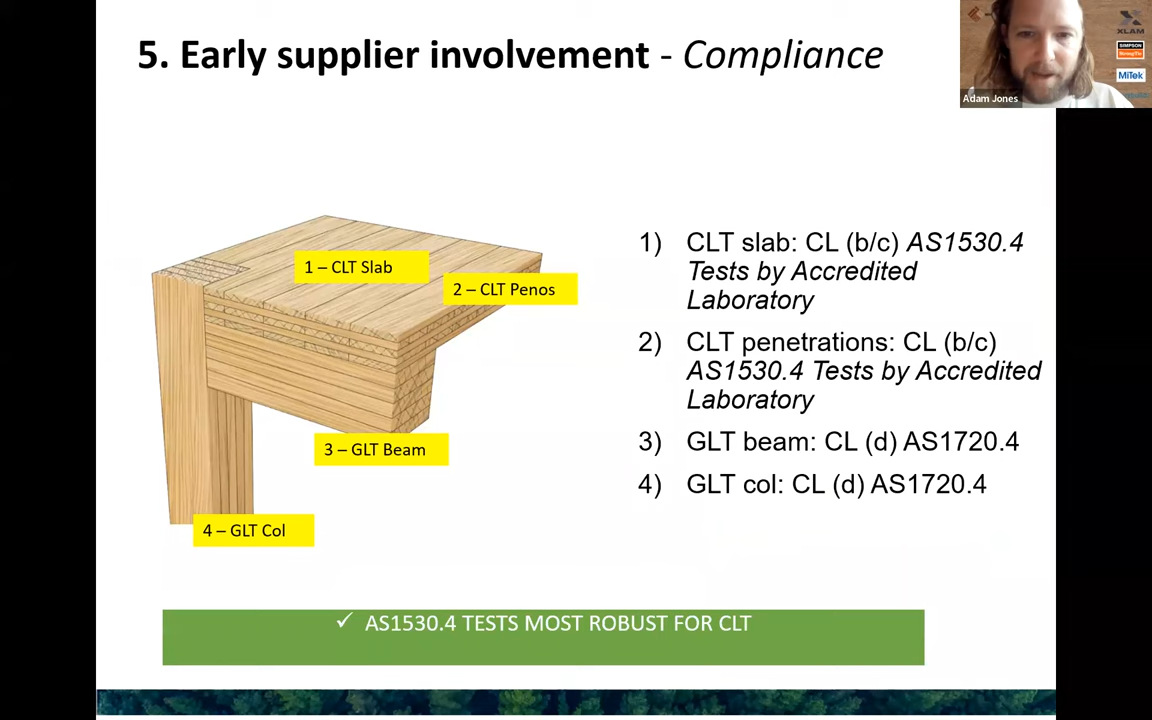 5. Early supplier involvement - Compliance
XLAM
SIMPSON
Strong-Tie
MiTek
Adam Jones
1 – CLT Slab
2 – CLT Penos
3 – GLT Beam
4 – GLT Col
1) CLT slab: CL (b/c) AS1530.4
Tests by Accredited
Laboratory
2) CLT penetrations: CL (b/c)
AS1530.4 Tests by Accredited
Laboratory
3) GLT beam: CL (d) AS1720.4
4) GLT col: CL (d) AS1720.4
✓ AS1530.4 TESTS MOST ROBUST FOR CLT